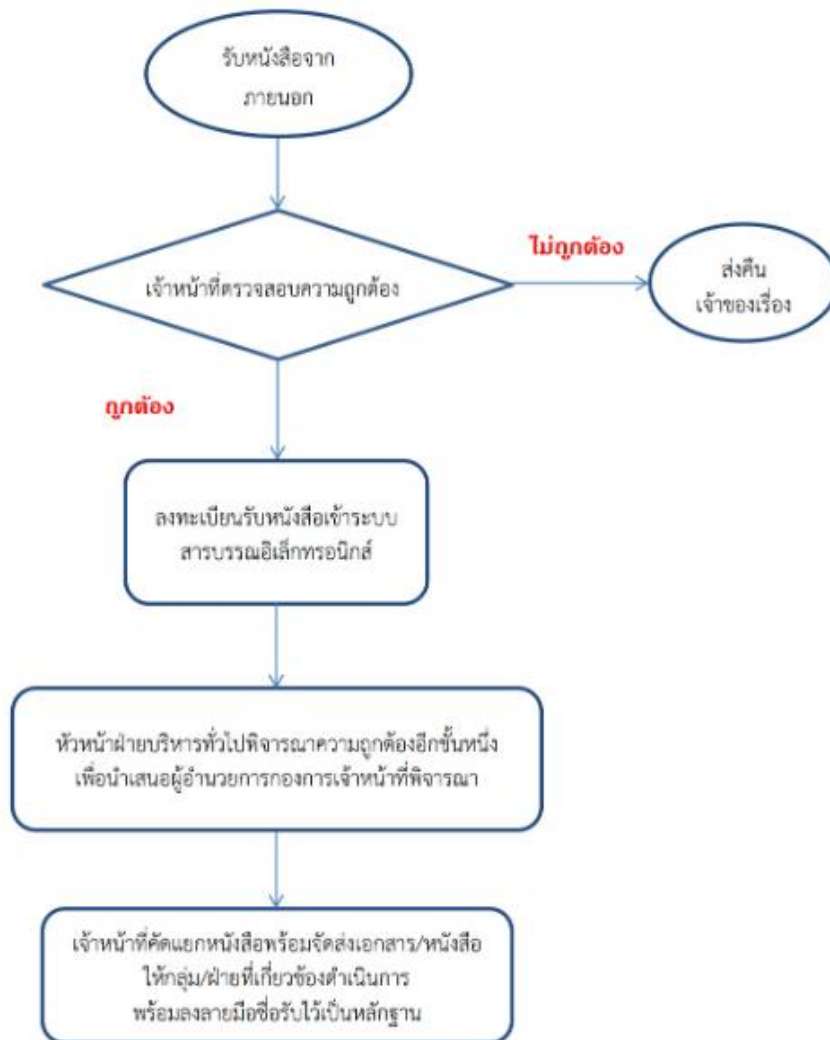 รับหนังสือจาก
ภายนอก
เจ้าหน้าที่ตรวจสอบความถูกต้อง
ไม่ถูกต้อง
ส่งคืน
เจ้าของเรื่อง
ถูกต้อง
ลงทะเบียนรับหนังสือเข้าระบบ
สารบรรณอิเล็กทรอนิกส์
หัวหน้าฝ่ายบริหารทั่วไปพิจารณาความถูกต้องอีกชั้นหนึ่ง
เพื่อนำเสนอผู้อำนวยการกองการเจ้าหน้าที่พิจารณา
เจ้าหน้าที่คัดแยกหนังสือพร้อมจัดส่งเอกสาร/หนังสือ
ให้กลุ่ม/ฝ่ายที่เกี่ยวข้องดำเนินการ
พร้อมลงลายมือชื่อรับไว้เป็นหลักฐาน